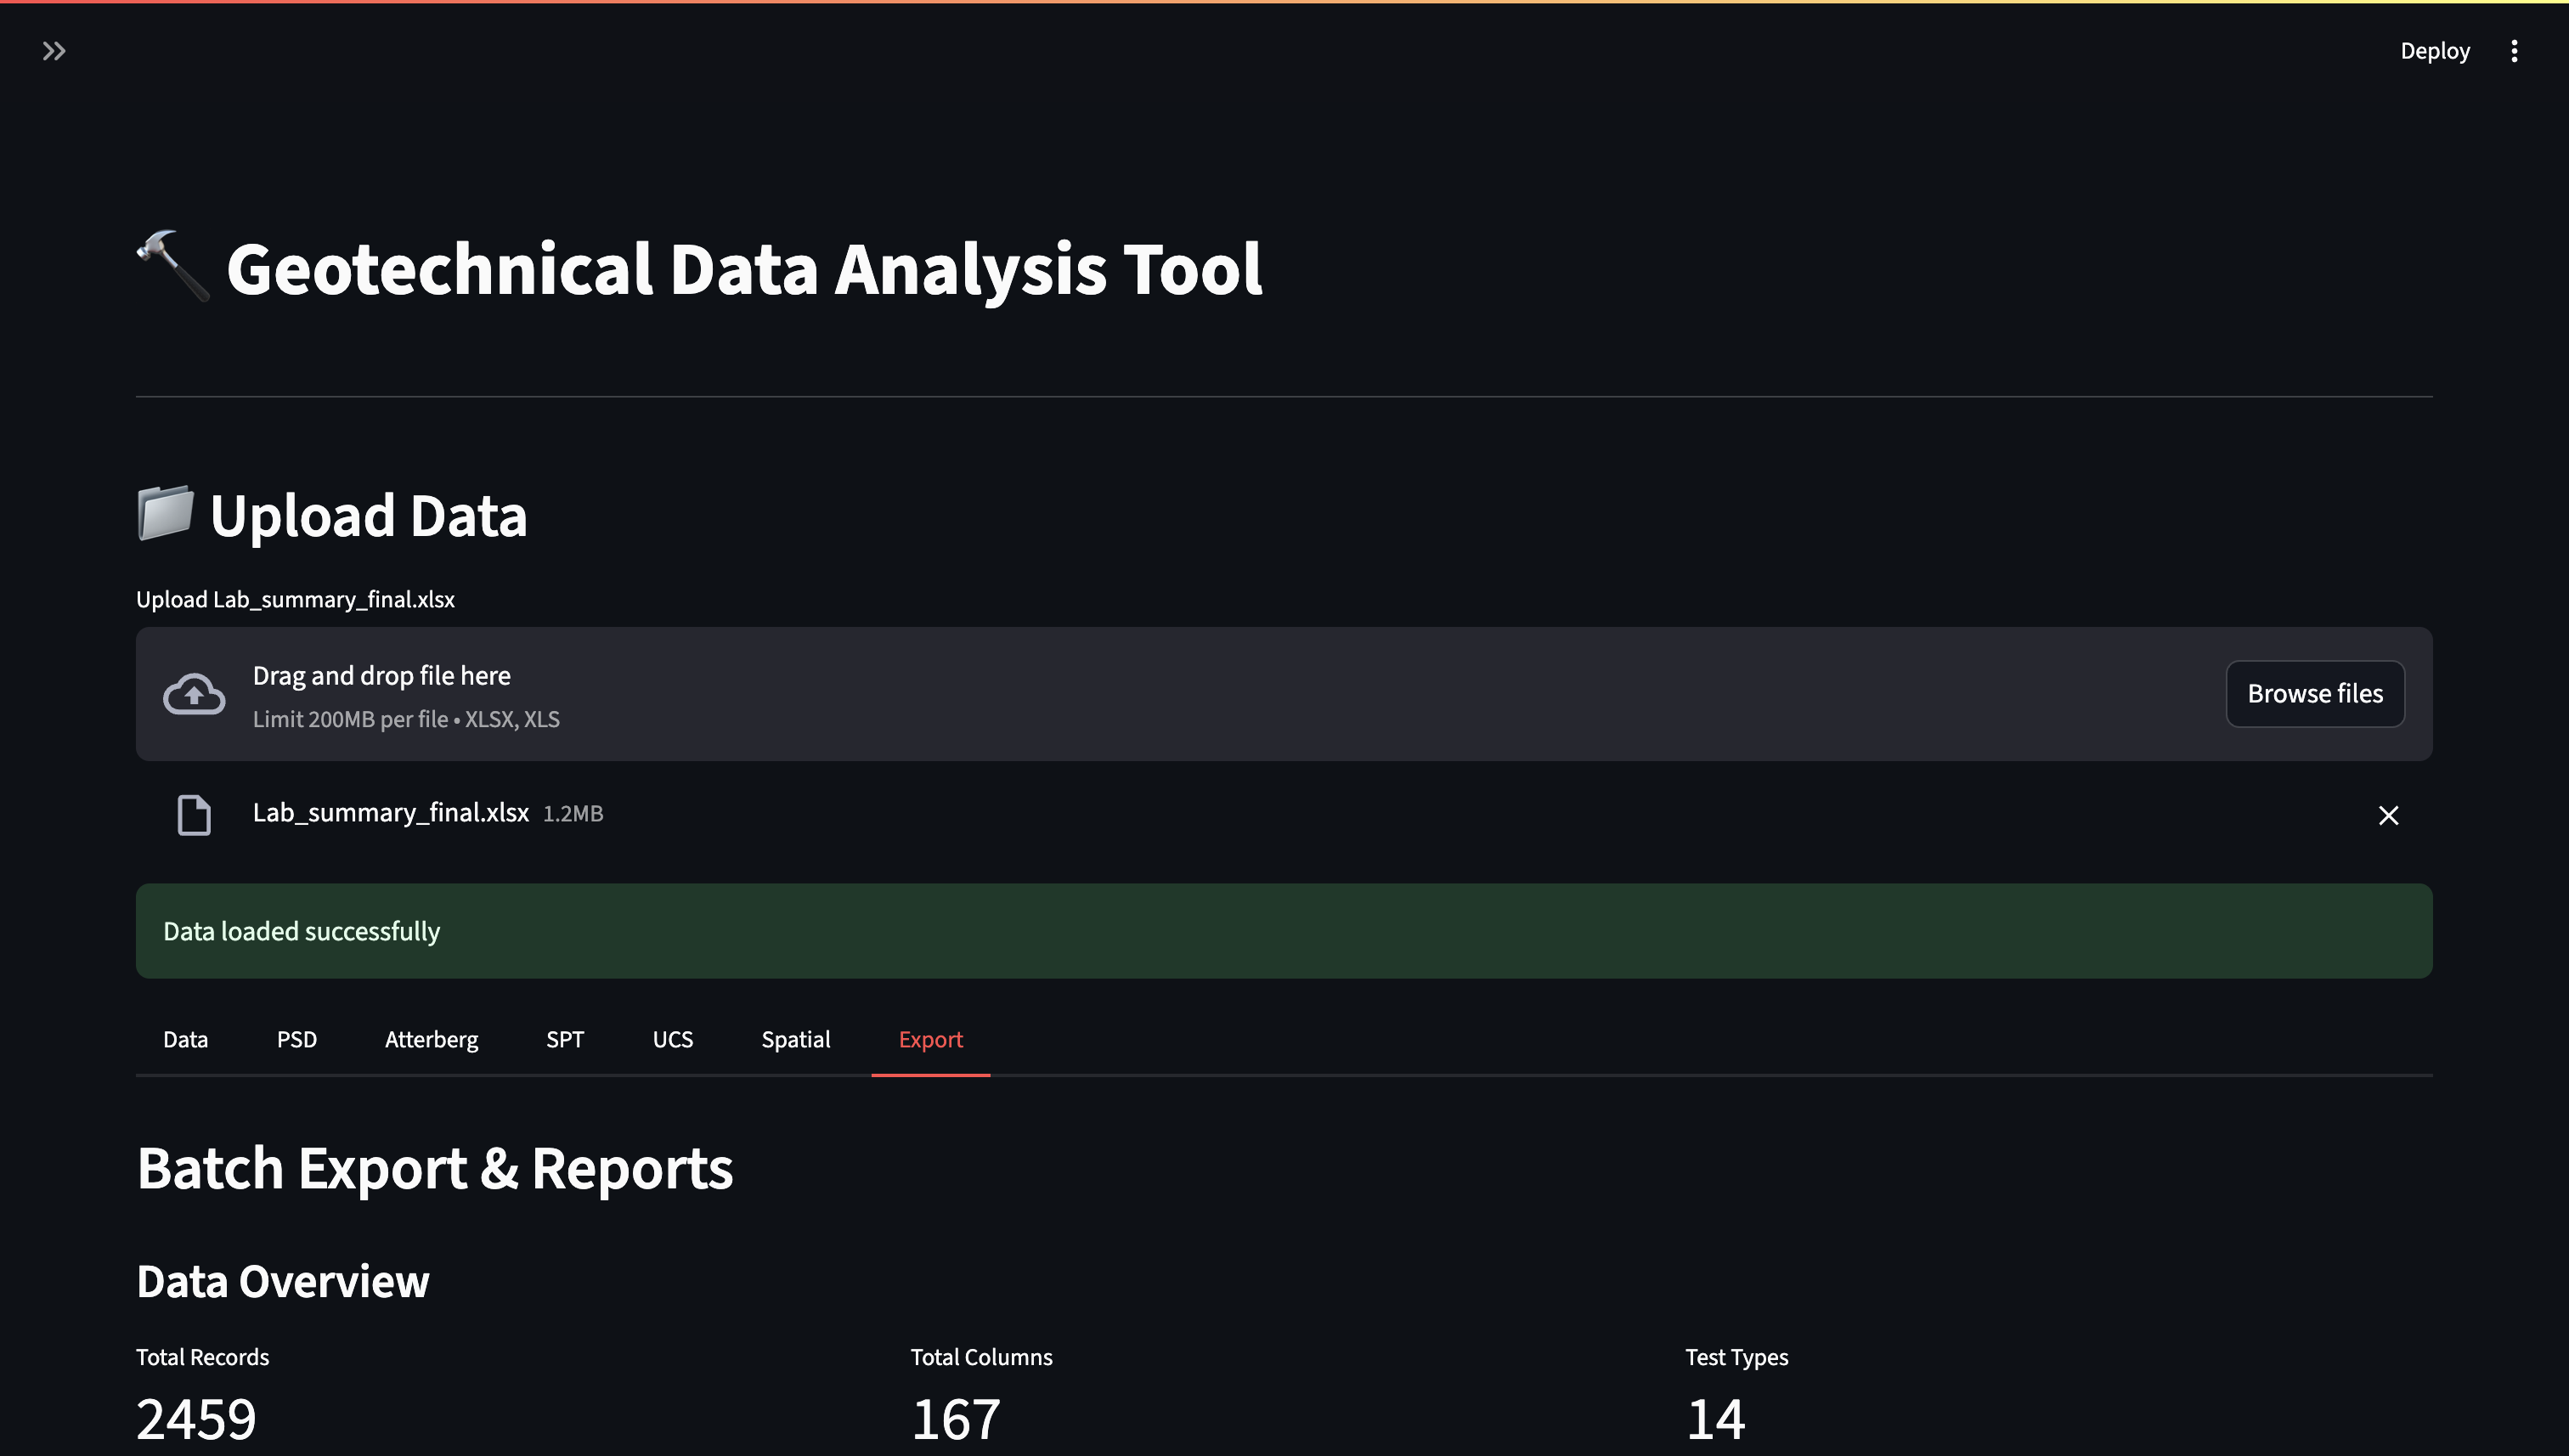 Deploy
Geotechnical Data Analysis Tool
Upload Data
Upload Lab_summary_final.xlsx
Drag and drop file here
Limit 200MB per file • XLSX, XLS
Browse files
Lab_summary_final.xlsx 1.2MB
Data loaded successfully
Data PSD Atterberg SPT UCS Spatial Export
Batch Export & Reports
Data Overview
Total Records Total Columns Test Types
2459 167 14